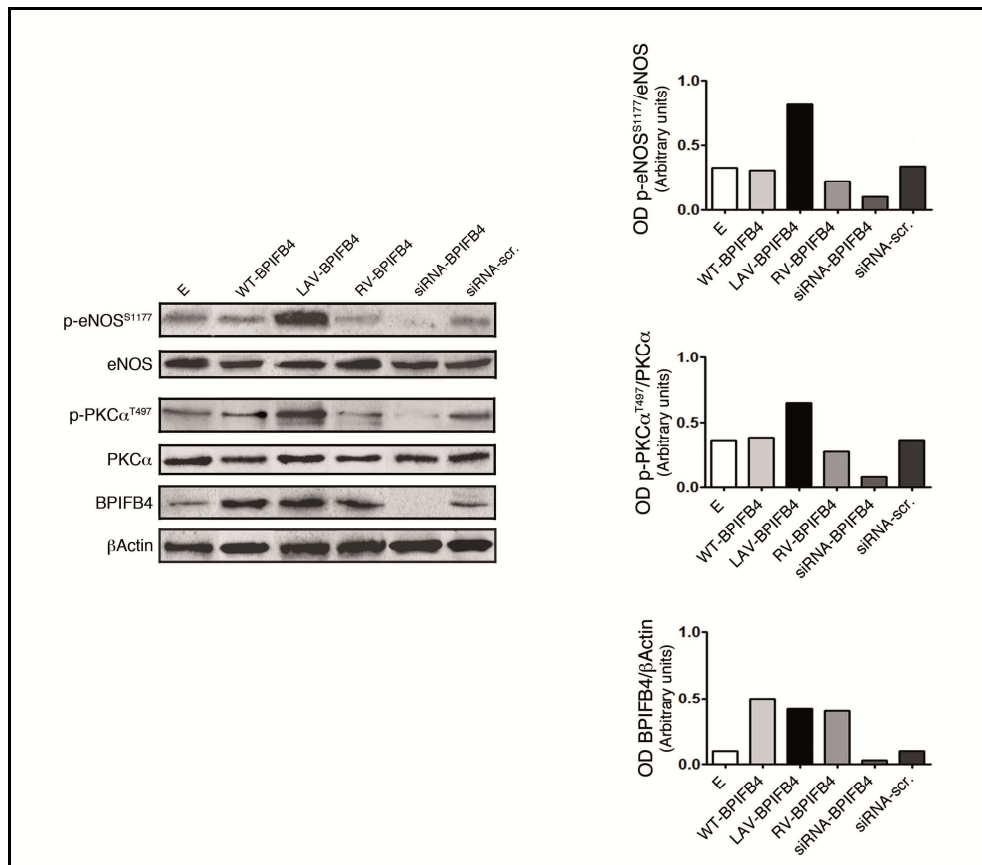 E
WT-BPIFB4
LAV-BPIFB4
RV-BPIFB4
siRNA-BPIFB4
siRNA-scr.
p-eNOSS1177
eNOS
p-PKCαT497
PKCα
BPIFB4
βActin
OD p-eNOSS1177/eNOS
(Arbitrary units)
1.0
0.5
0.0
E
WT-BPIFB4
LAV-BPIFB4
RV-BPIFB4
siRNA-BPIFB4
siRNA-scr.
OD p-PKCαT497/PKCα
(Arbitrary units)
1.0
0.5
0.0
E
WT-BPIFB4
LAV-BPIFB4
RV-BPIFB4
siRNA-BPIFB4
siRNA-scr.
OD BPIFB4/βActin
(Arbitrary units)
1.0
0.5
0.0
E
WT-BPIFB4
LAV-BPIFB4
RV-BPIFB4
siRNA-BPIFB4
siRNA-scr.